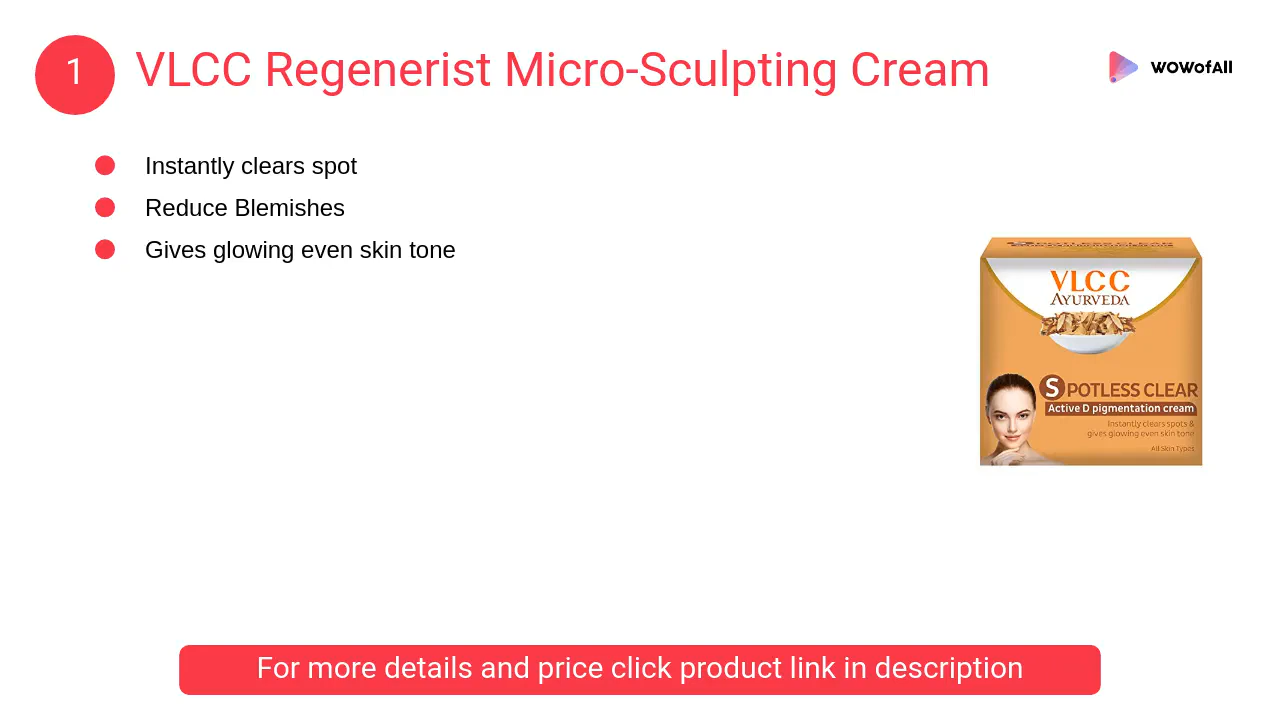 1
VLCC Regenerist Micro-Sculpting Cream
WOWofAll
Instantly clears spot
Reduce Blemishes
Gives glowing even skin tone
SPOTLESS CLEAR
VLCC
AYURVEDA
SPOTLESS CLEAR
Active D pigmentation cream
Instantly clears spots &
gives glowing even skin tone
All Skin Types
For more details and price click product link in description